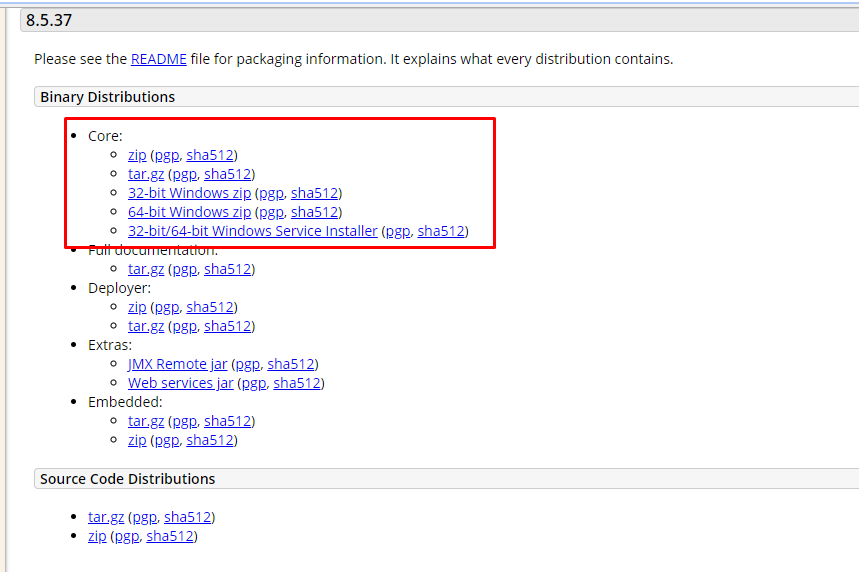 8.5.37
Please see the README file for packaging information. It explains what every distribution contains.
Binary Distributions
Core:
zip (pgp, sha512)
tar.gz (pgp, sha512)
32-bit Windows zip (pgp, sha512)
64-bit Windows zip (pgp, sha512)
32-bit/64-bit Windows Service Installer (pgp, sha512)
Full documentation:
tar.gz (pgp, sha512)
Deployer:
zip (pgp, sha512)
tar.gz (pgp, sha512)
Extras:
JMX Remote jar (pgp, sha512)
Web services jar (pgp, sha512)
Embedded:
tar.gz (pgp, sha512)
zip (pgp, sha512)
Source Code Distributions
tar.gz (pgp, sha512)
zip (pgp, sha512)